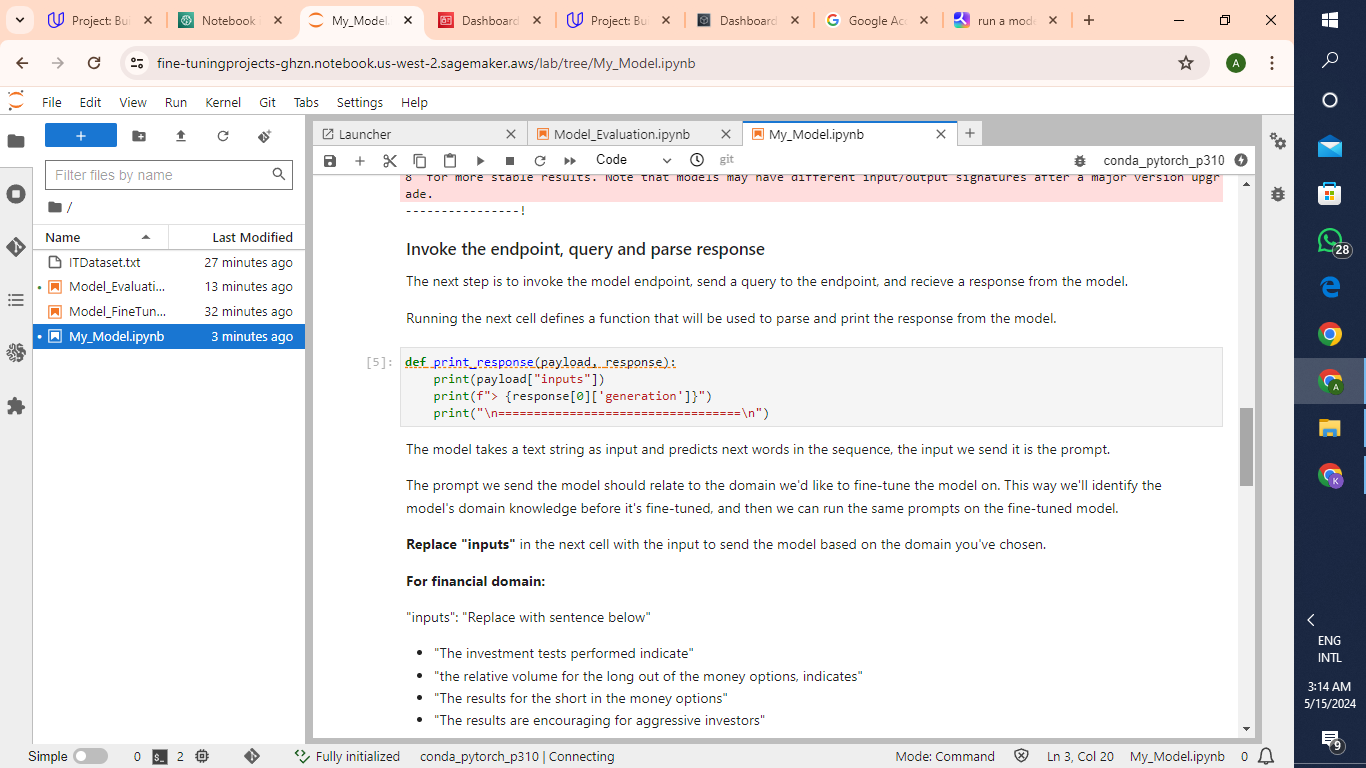 Project: Bui
Notebook
My_Model.
Dashboard
Project: Bui
Dashboard
Google Acc
run a mode
fine-tuningprojects-ghzn.notebook.us-west-2.sagemaker.aws/lab/tree/My_Model.ipynb
A
File Edit View Run Kernel Git Tabs Settings Help
Launcher
Model_Evaluation.ipynb
My_Model.ipynb
Code
git
conda_pytorch_p310
Filter files by name
/
Name Last Modified
ITDataset.txt 27 minutes ago
Model_Evaluati... 13 minutes ago
Model_FineTun... 32 minutes ago
My_Model.ipynb 3 minutes ago
8 for more stable results. Note that models may have different input/output signatures after a major version upgr
ade.
----------------!
Invoke the endpoint, query and parse response
The next step is to invoke the model endpoint, send a query to the endpoint, and recieve a response from the model.
Running the next cell defines a function that will be used to parse and print the response from the model.
[5]:
def print_response(payload, response):
print(payload["inputs"])
print(f"> {response[0]['generation']}")
print("\n==================================\n")
The model takes a text string as input and predicts next words in the sequence, the input we send it is the prompt.
The prompt we send the model should relate to the domain we'd like to fine-tune the model on. This way we'll identify the
model's domain knowledge before it's fine-tuned, and then we can run the same prompts on the fine-tuned model.
Replace "inputs" in the next cell with the input to send the model based on the domain you've chosen.
For financial domain:
"inputs": "Replace with sentence below"
• "The investment tests performed indicate"
• "the relative volume for the long out of the money options, indicates"
• "The results for the short in the money options"
• "The results are encouraging for aggressive investors"
Simple 0 2 Fully initialized conda_pytorch_p310 | Connecting Mode: Command Ln 3, Col 20 My_Model.ipynb 0
28
A
K
ENG
INTL
3:14 AM
5/15/2024
9